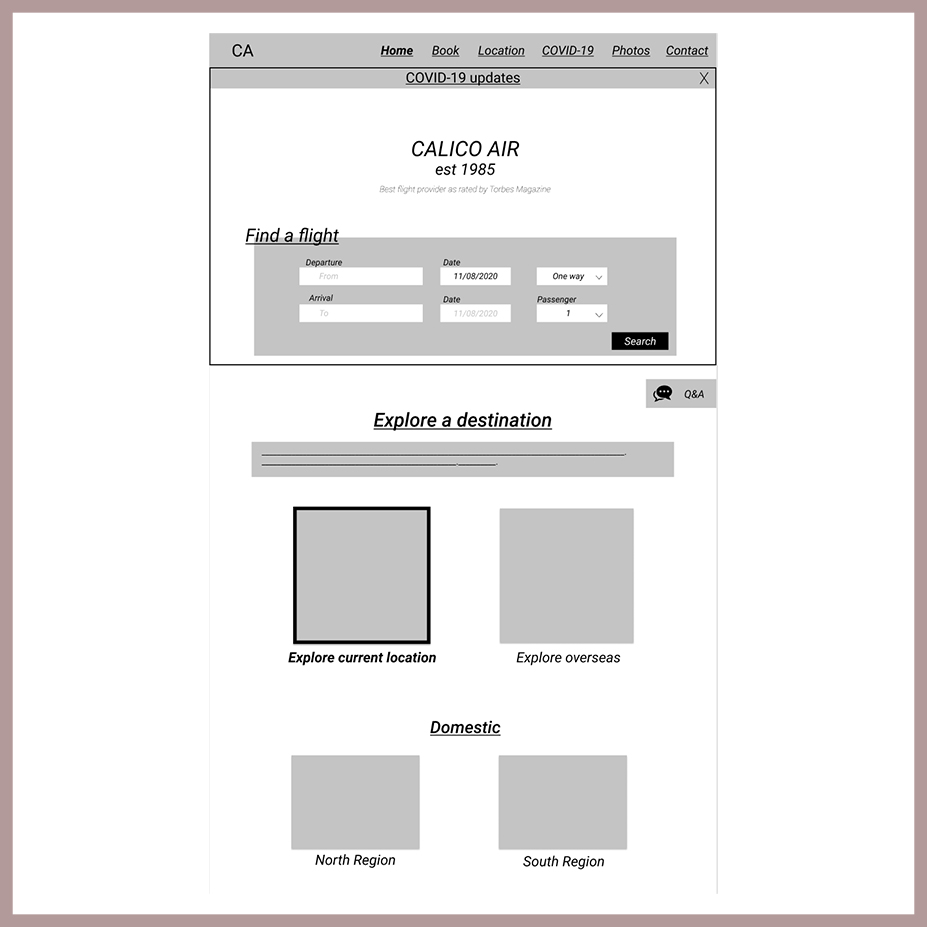 CA Home Book Location COVID-19 Photos Contact
COVID-19 updates X
CALICO AIR
est 1985
Best flight provider as rated by Torbes Magazine
Find a flight
Departure Date
From 11/08/2020 One way
Arrival Date Passenger
To 11/08/2020 1
Search
Q&A
Explore a destination
Explore current location Explore overseas
Domestic
North Region South Region